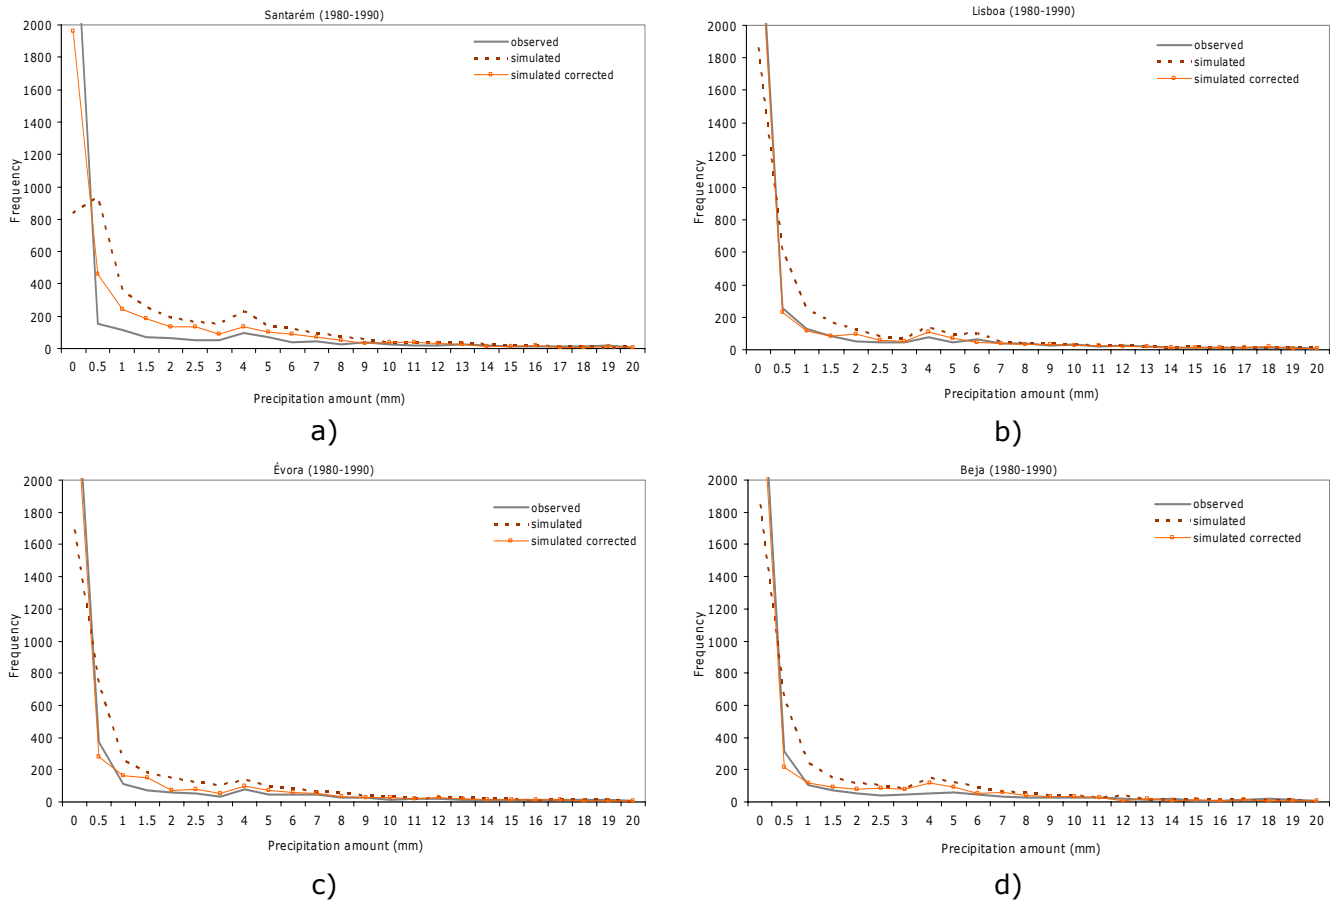 Santarém (1980-1990)
observed
simulated
simulated corrected
Frequency
2000
1800
1600
1400
1200
1000
800
600
400
200
0
0 0.5 1 1.5 2 2.5 3 4 5 6 7 8 9 10 11 12 13 14 15 16 17 18 19 20
Precipitation amount (mm)
a)
Lisboa (1980-1990)
observed
simulated
simulated corrected
Frequency
2000
1800
1600
1400
1200
1000
800
600
400
200
0
0 0.5 1 1.5 2 2.5 3 4 5 6 7 8 9 10 11 12 13 14 15 16 17 18 19 20
Precipitation amount (mm)
b)
Évora (1980-1990)
observed
simulated
simulated corrected
Frequency
2000
1800
1600
1400
1200
1000
800
600
400
200
0
0 0.5 1 1.5 2 2.5 3 4 5 6 7 8 9 10 11 12 13 14 15 16 17 18 19 20
Precipitation amount (mm)
c)
Beja (1980-1990)
observed
simulated
simulated corrected
Frequency
2000
1800
1600
1400
1200
1000
800
600
400
200
0
0 0.5 1 1.5 2 2.5 3 4 5 6 7 8 9 10 11 12 13 14 15 16 17 18 19 20
Precipitation amount (mm)
d)